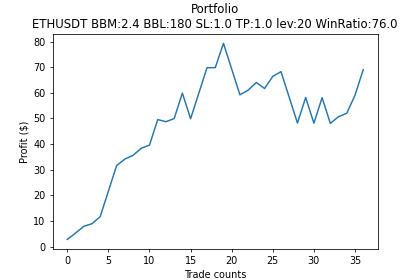 Portfolio
ETHUSDT BBM:2.4 BBL:180 SL:1.0 TP:1.0 lev:20 WinRatio:76.0
Profit ($)
80
70
60
50
40
30
20
10
0
0 5 10 15 20 25 30 35
Trade counts